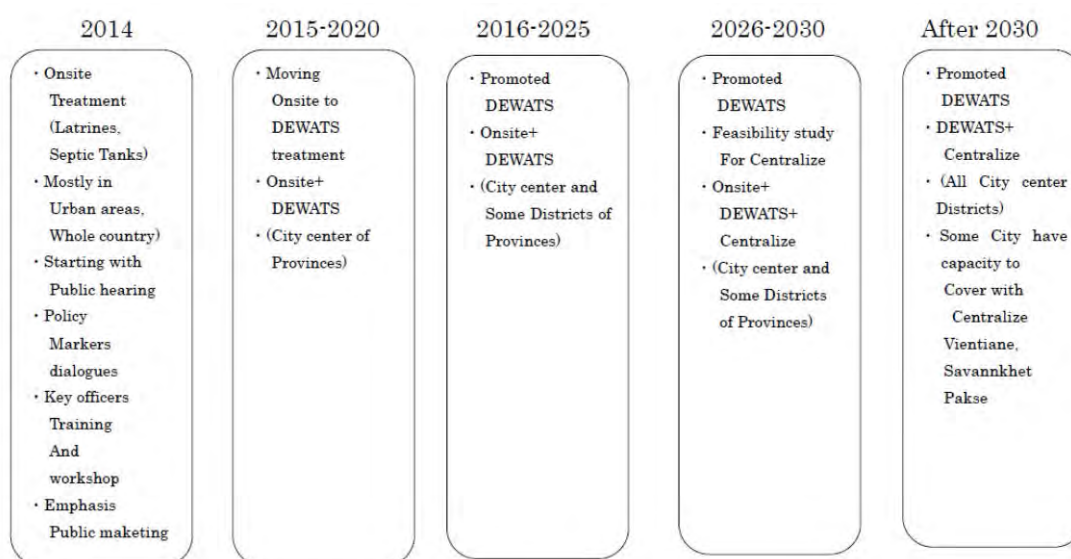 2014
・Onsite
Treatment
(Latrines,
Septic Tanks)
・Mostly in
Urban areas,
Whole country)
・Starting with
Public hearing
・Policy
Markers
dialogues
・Key officers
Training
And
workshop
・Emphasis
Public maketing
2015-2020
・Moving
Onsite to
DEWATS
treatment
・Onsite+
DEWATS
・(City center of
Provinces)
2016-2025
・Promoted
DEWATS
・Onsite+
DEWATS
・(City center and
Some Districts of
Provinces)
2026-2030
・Promoted
DEWATS
・Feasibility study
For Centralize
・Onsite+
DEWATS+
Centralize
・(City center and
Some Districts
of Provinces)
After 2030
・Promoted
DEWATS
・DEWATS+
Centralize
・(All City center
Districts)
・Some City have
capacity to
Cover with
Centralize
Vientiane,
Savannkhet
Pakse